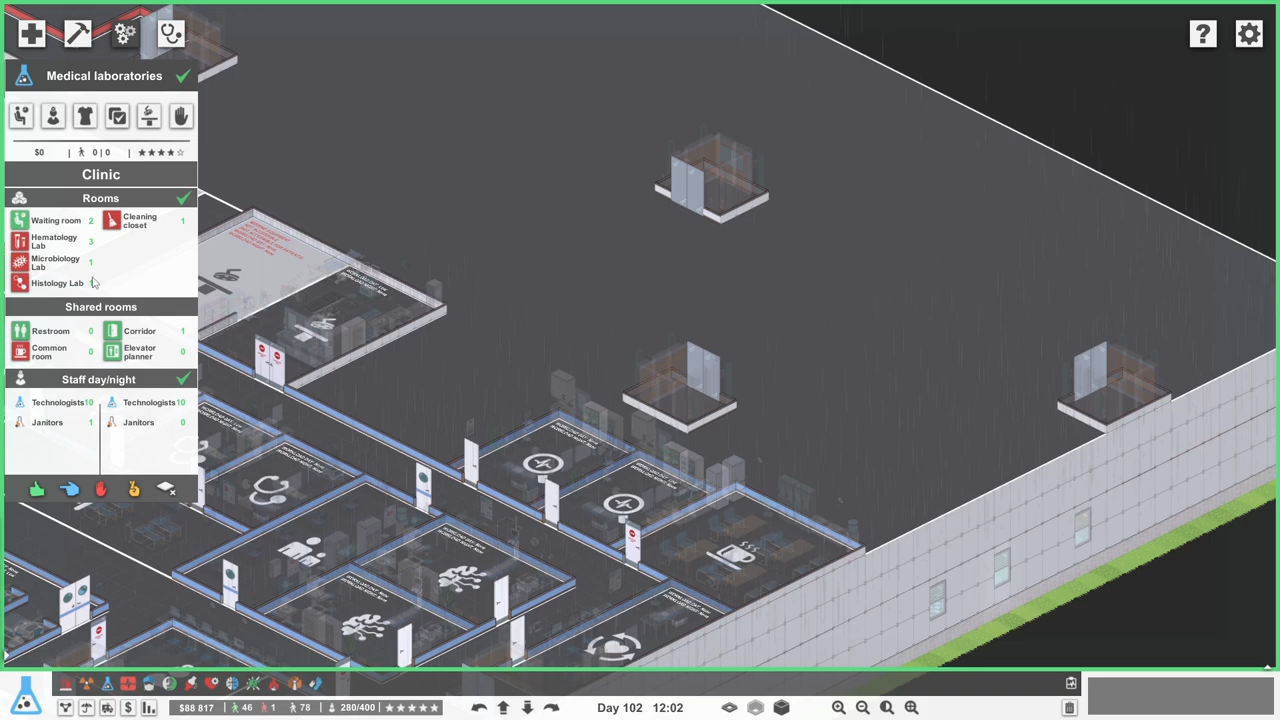 Medical laboratories
$0 | 0 | 0 |
Clinic
Rooms
Waiting room 2
Cleaning closet 1
Hematology Lab 3
Microbiology Lab 1
Histology Lab
Shared rooms
Restroom 0
Corridor 1
Common room 0
Elevator planner 0
Staff day/night
Technologists 10
Technologists 10
Janitors 1
Janitors 0
$88 817 | 46 | 1 | 78 | 280/400 |
Day 102 12:02